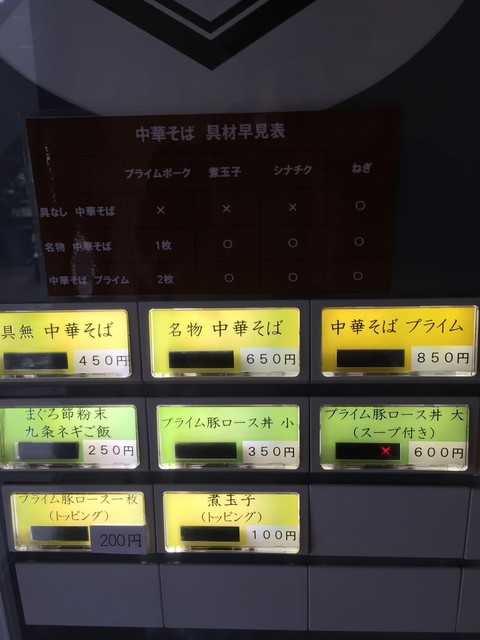 中華そば 具材早見表
プライムポーク 煮玉子 シナチク ねぎ
具なし 中華そば × × × ○
名物 中華そば 1枚 ○ ○ ○
中華そば プライム 2枚 ○ ○ ○
具無 中華そば
450円
名物 中華そば
650円
中華そば プライム
850円
まぐろ節粉末
九条ネギご飯
250円
プライム豚ロース丼 小
350円
プライム豚ロース丼 大
(スープ付き)
× 600円
プライム豚ロース一枚
(トッピング)
200円
煮玉子
(トッピング)
100円